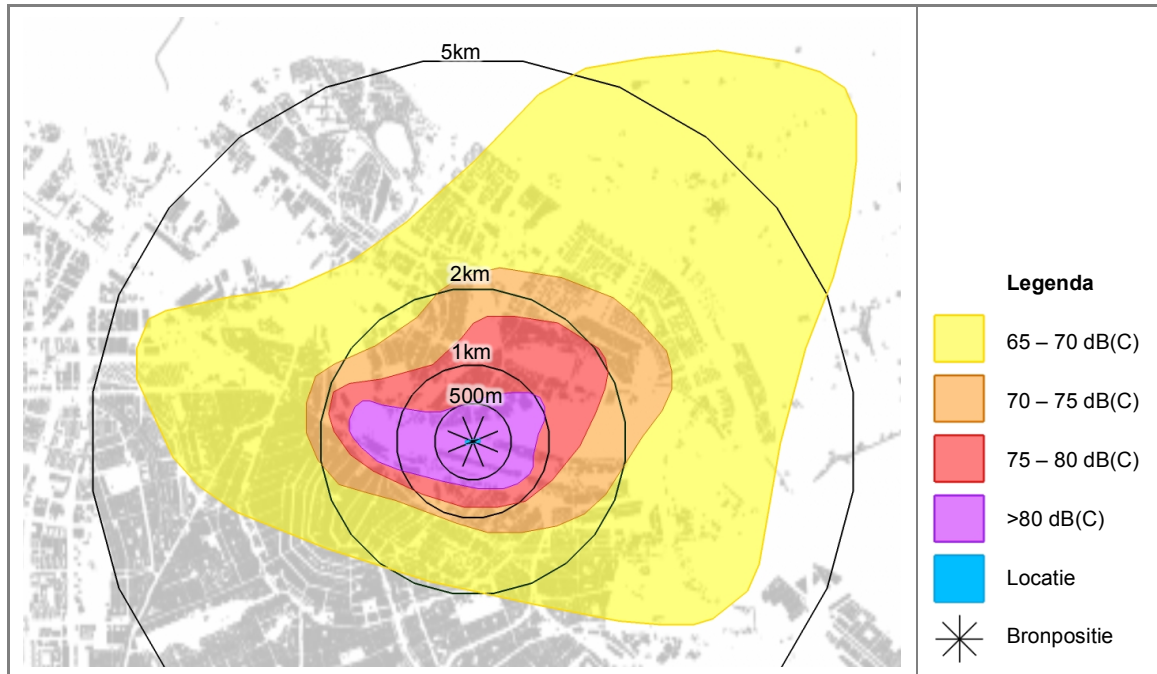 5km
2km
1km
500m
Legenda
65 – 70 dB(C)
70 – 75 dB(C)
75 – 80 dB(C)
>80 dB(C)
Locatie
Bronpositie